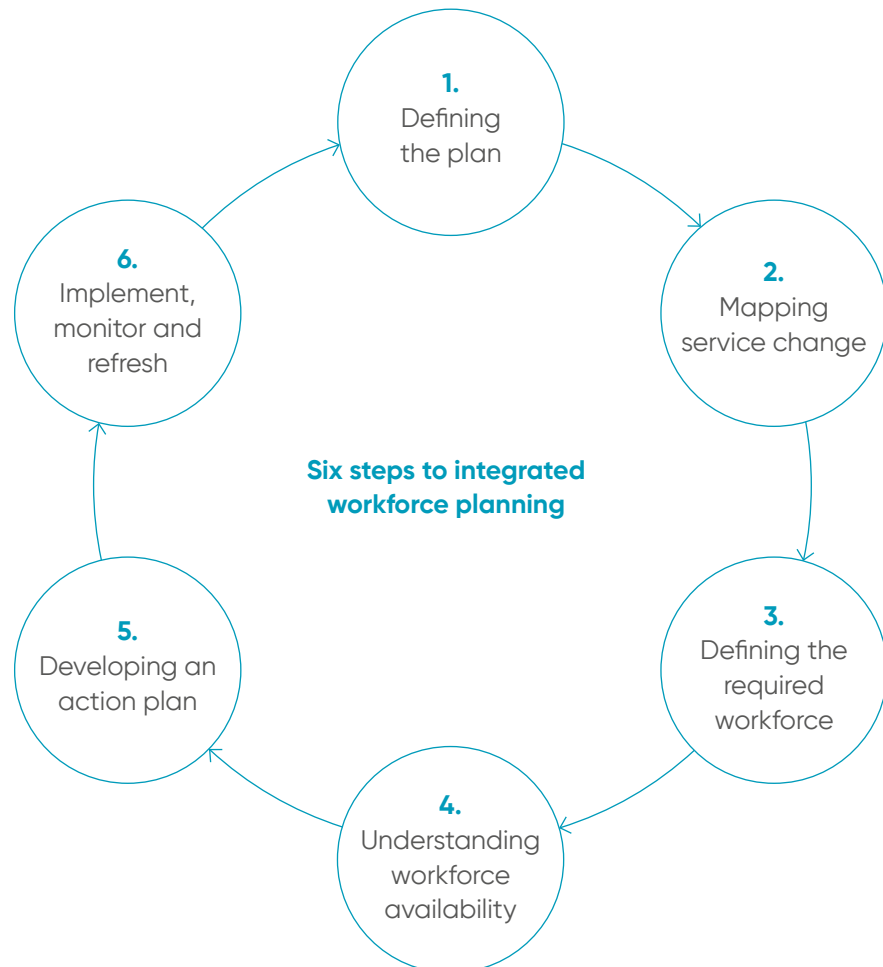 1.
Defining
the plan
2.
Mapping
service change
3.
Defining the
required
workforce
4.
Understanding
workforce
availability
5.
Developing an
action plan
6.
Implement,
monitor and
refresh
Six steps to integrated
workforce planning